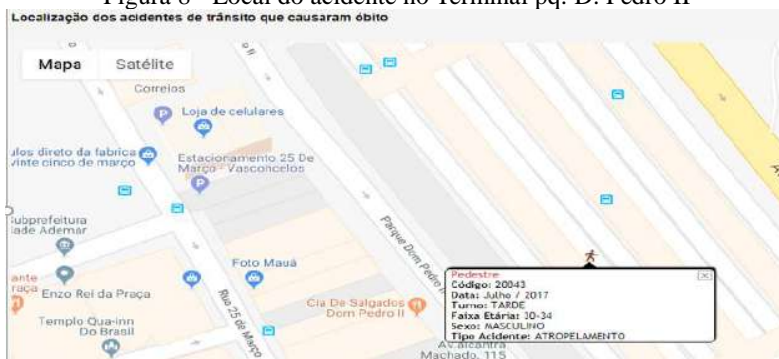 Figura 8 - Local do acidente no Terminal pq. D. Pedro II
Localização dos acidentes de trânsito que causaram óbito
Mapa
Satélite
Correios
Loja de celulares
ulos direto da fabrica
vinte cinco de março
Estacionamento 25 De
Março - Vasconcelos
Subprefeitura
dade Ademar
Foto Mauá
Enzo Rei da Praça
Templo Qua-inn
Do Brasil
Rua 25 de Março
Parque Dom Pedro II
Cia De Salgados
Dom Pedro II
Av. alcantra
Machado, 115
Pedestre
Código: 20043
Data: Julho / 2017
Turno: TARDE
Faixa Etária: 30-34
Sexo: MASCULINO
Tipo Acidente: ATROPELAMENTO